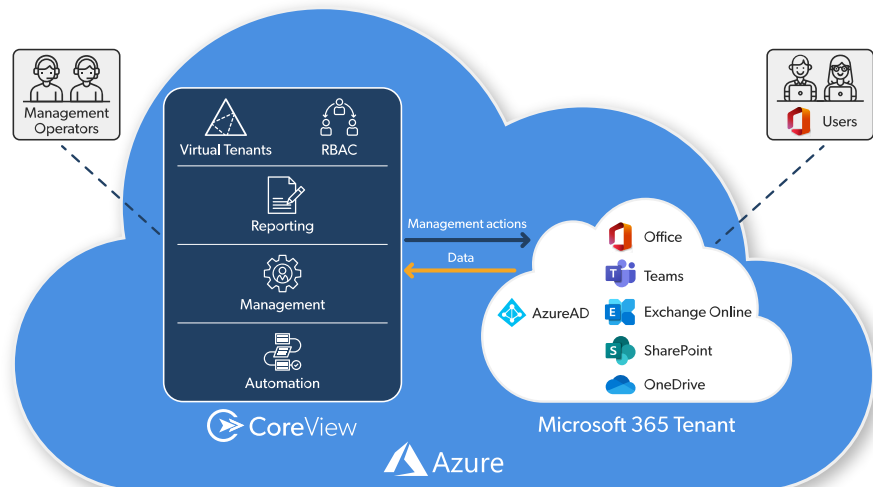 Management
Operators
Users
Virtual Tenants
RBAC
Reporting
Management
Automation
CoreView
Management actions
Data
Office
T
Teams
AzureAD
E
Exchange Online
S
SharePoint
OneDrive
Microsoft 365 Tenant
Azure